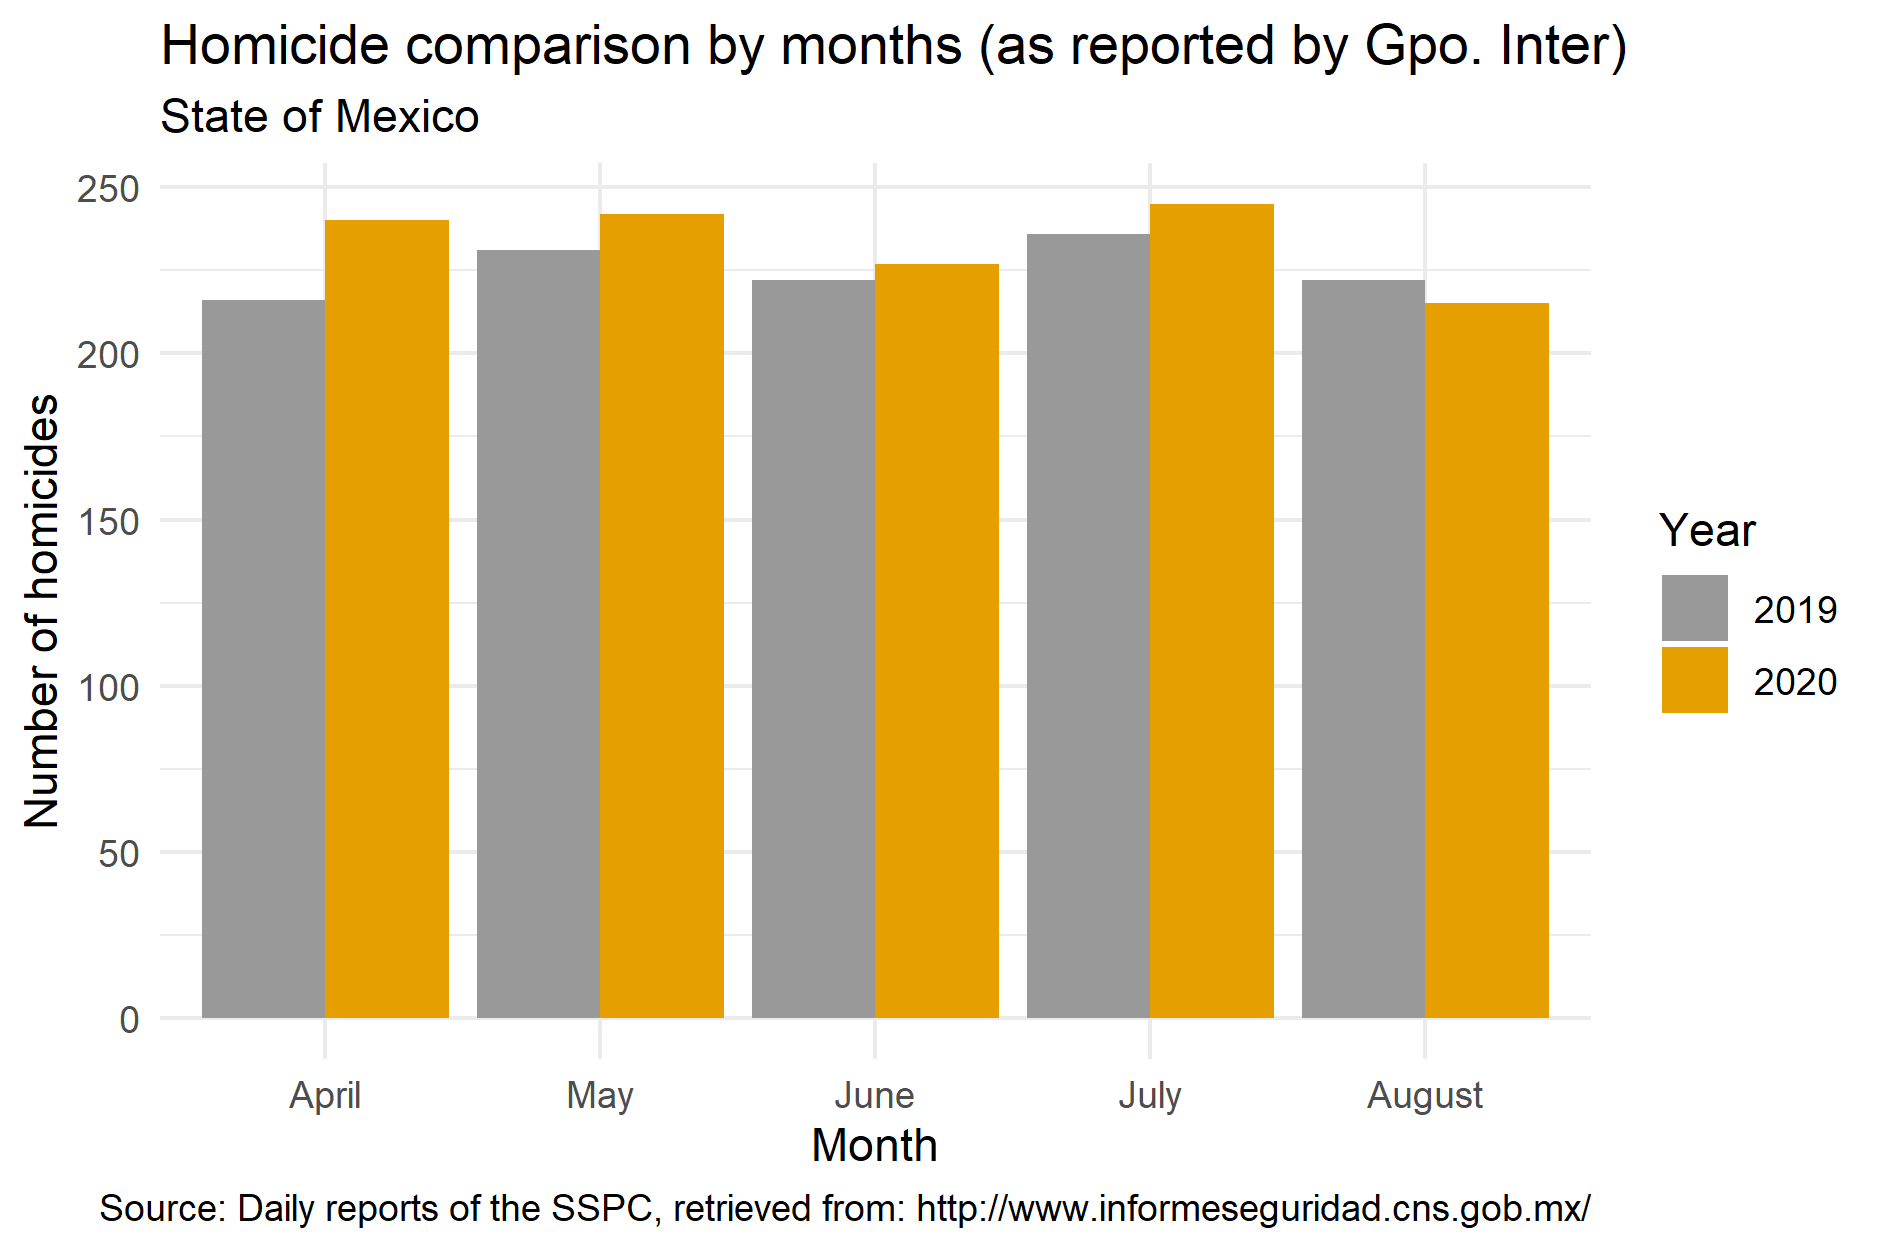 Homicide comparison by months (as reported by Gpo. Inter)
State of Mexico
250
200
150
100
50
0
Number of homicides
April
May
June
July
August
Month
Year
2019
2020
Source: Daily reports of the SSPC, retrieved from: http://www.informeseguridad.cns.gob.mx/